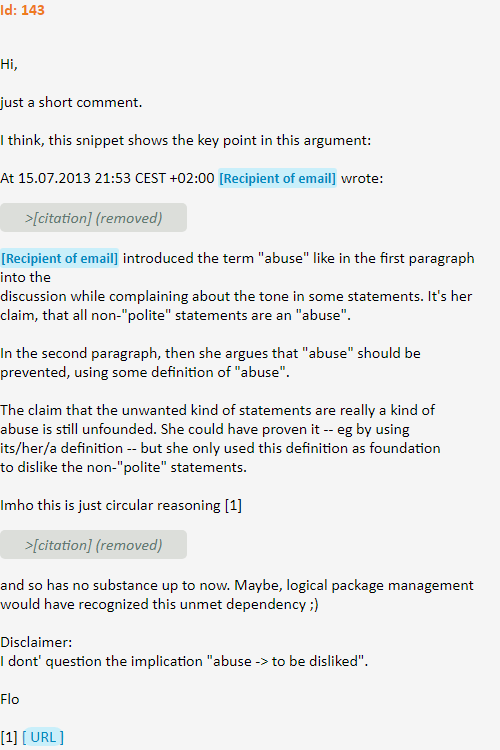 Id: 143
Hi,
just a short comment.
I think, this snippet shows the key point in this argument:
At 15.07.2013 21:53 CEST +02:00 [Recipient of email] wrote:
>[citation] (removed)
[Recipient of email] introduced the term "abuse" like in the first paragraph
into the
discussion while complaining about the tone in some statements. It's her
claim, that all non-"polite" statements are an "abuse".
In the second paragraph, then she argues that "abuse" should be
prevented, using some definition of "abuse".
The claim that the unwanted kind of statements are really a kind of
abuse is still unfounded. She could have proven it -- eg by using
its/her/a definition -- but she only used this definition as foundation
to dislike the non-"polite" statements.
Imho this is just circular reasoning [1]
>[citation] (removed)
and so has no substance up to now. Maybe, logical package management
would have recognized this unmet dependency ;)
Disclaimer:
I dont' question the implication "abuse -> to be disliked".
Flo
[1] [ URL ]